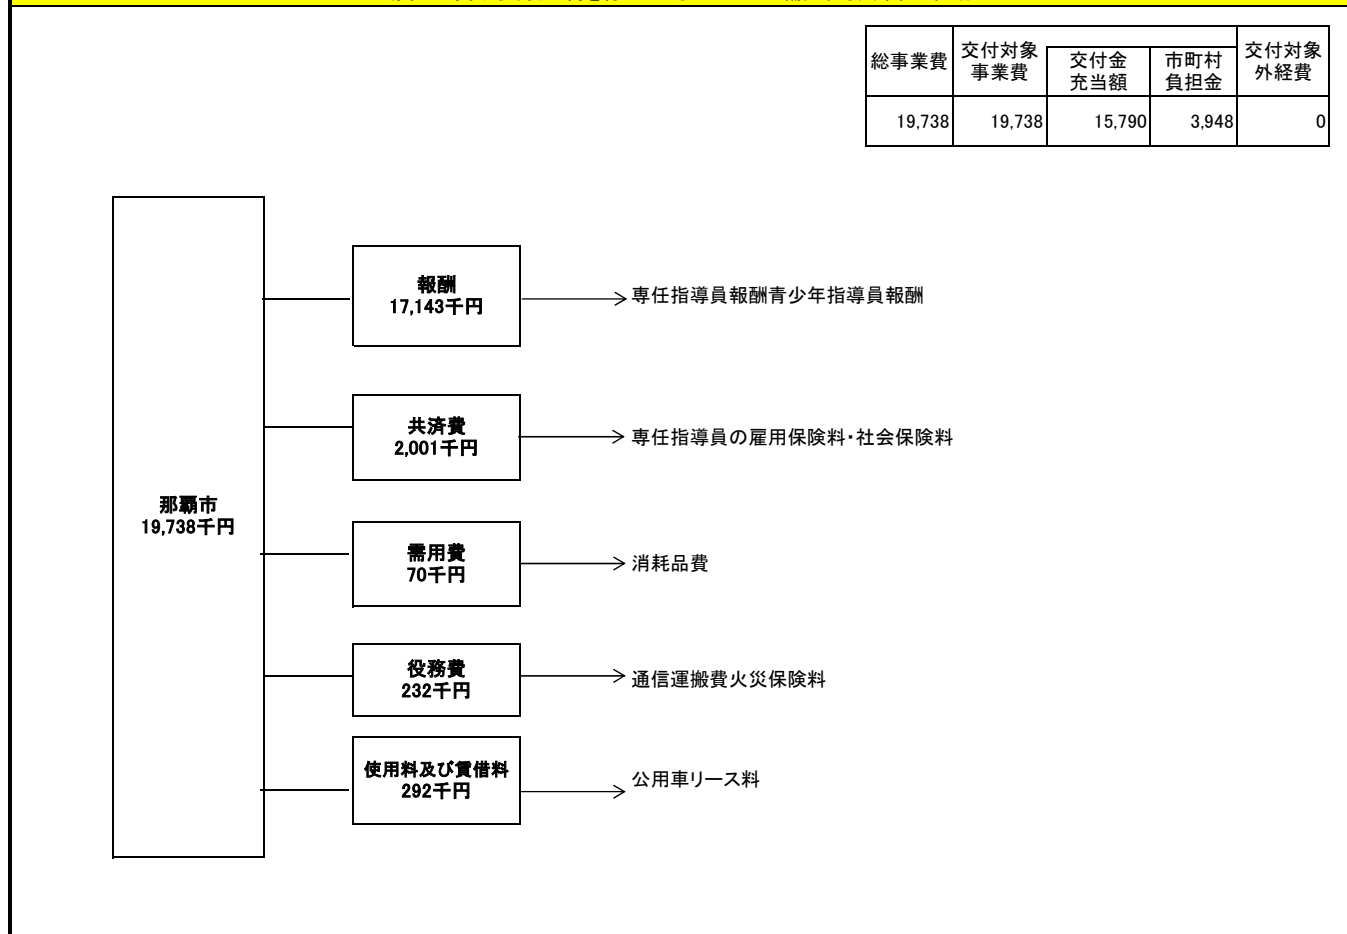 総事業費
交付対象
事業費
交付金
充当額
市町村
負担金
交付対象
外経費
19,738
19,738
15,790
3,948
0
那覇市
19,738千円
報酬
17,143千円
専任指導員報酬青少年指導員報酬
共済費
2,001千円
専任指導員の雇用保険料・社会保険料
需用費
70千円
消耗品費
役務費
232千円
通信運搬費火災保険料
使用料及び賃借料
292千円
公用車リース料